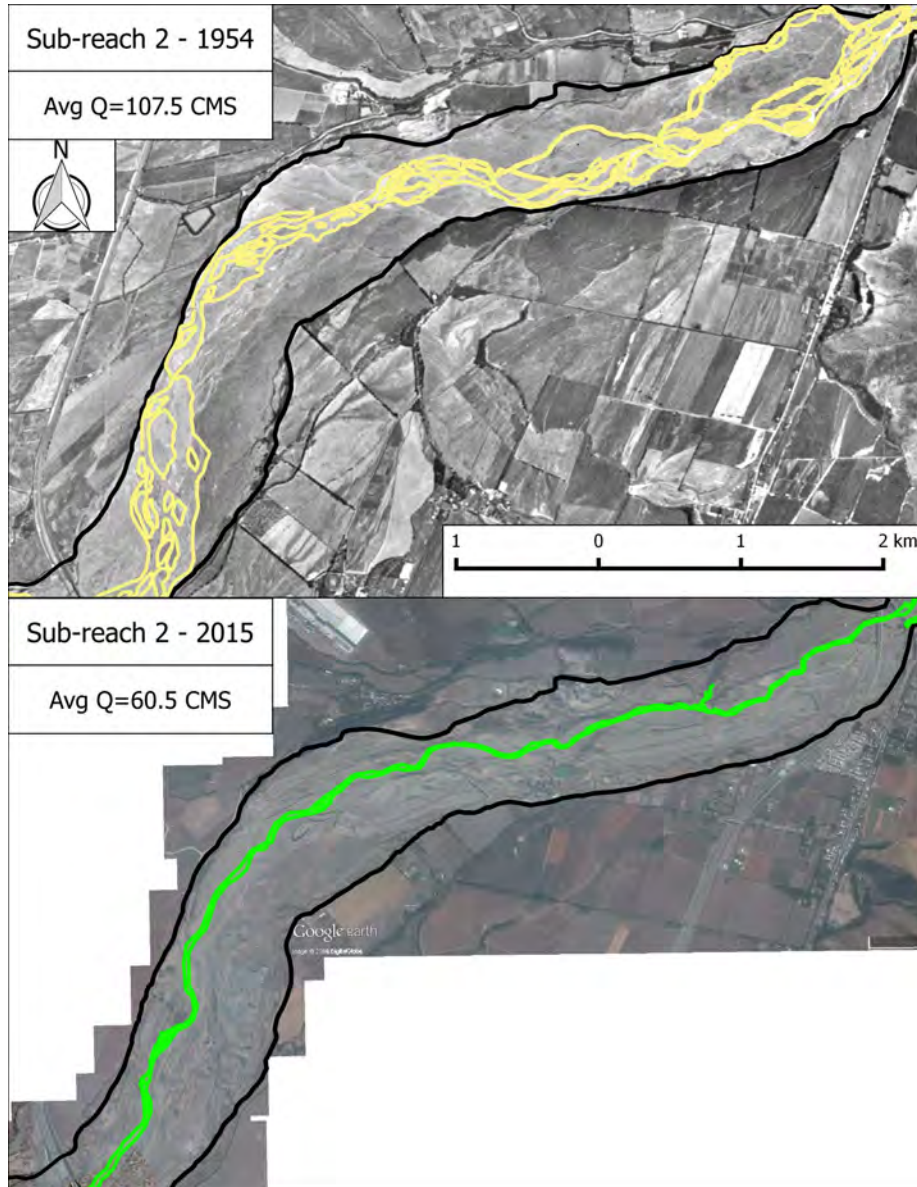 Sub-reach 2 - 1954
Avg Q=107.5 CMS
N
1 0 1 2 km
Sub-reach 2 - 2015
Avg Q=60.5 CMS
Google earth